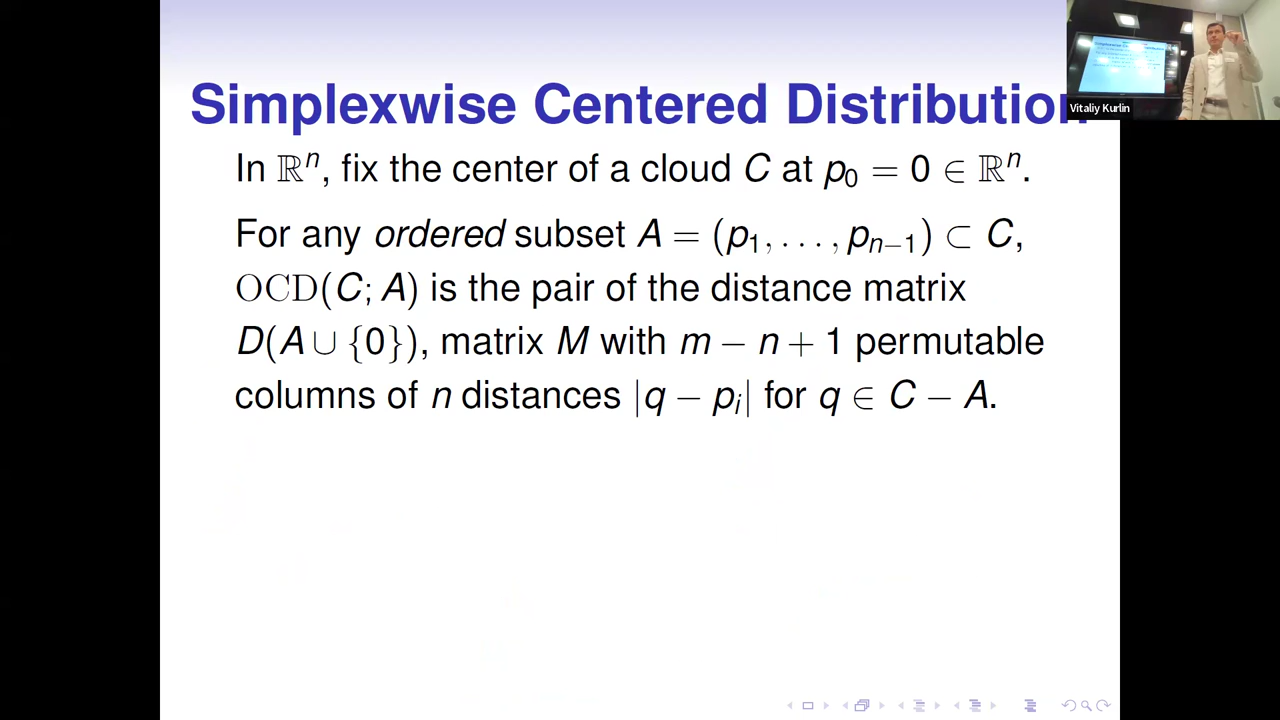 Simplexwise Centered Distribution
Vitaliy Kurlin
In ℝⁿ, fix the center of a cloud C at p₀ = 0 ∈ ℝⁿ.
For any ordered subset A = (p₁, . . . , pₙ₋₁) ⊂ C,
OCD(C; A) is the pair of the distance matrix
D(A ∪ {0}), matrix M with m − n + 1 permutable
columns of n distances |q − pᵢ| for q ∈ C − A.